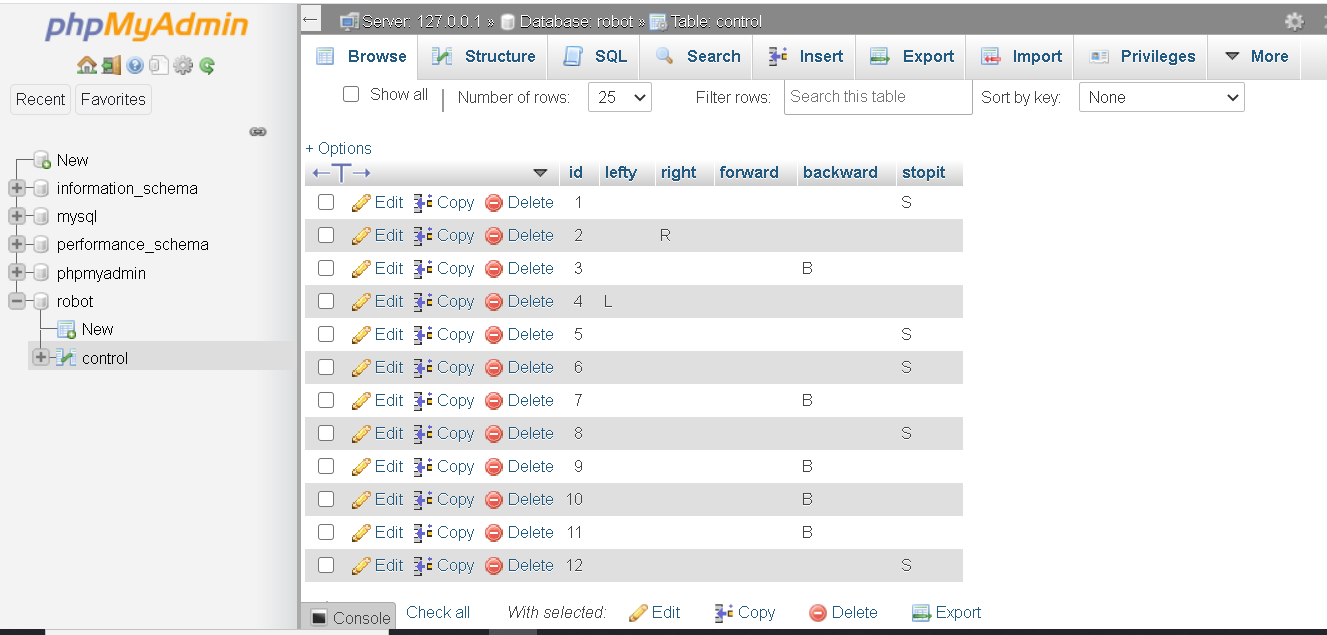 phpMyAdmin
Recent Favorites
New
information_schema
mysql
performance_schema
phpmyadmin
robot
New
control
← Server: 127.0.0.1 » Database: robot » Table: control
Browse Structure SQL Search Insert Export Import Privileges More
Show all Number of rows: 25 Filter rows: Search this table Sort by key: None
+ Options
←T→ id lefty right forward backward stopit
Edit Copy Delete 1 S
Edit Copy Delete 2 R
Edit Copy Delete 3 B
Edit Copy Delete 4 L
Edit Copy Delete 5 S
Edit Copy Delete 6 S
Edit Copy Delete 7 B
Edit Copy Delete 8 S
Edit Copy Delete 9 B
Edit Copy Delete 10 B
Edit Copy Delete 11 B
Edit Copy Delete 12 S
Console Check all With selected: Edit Copy Delete Export